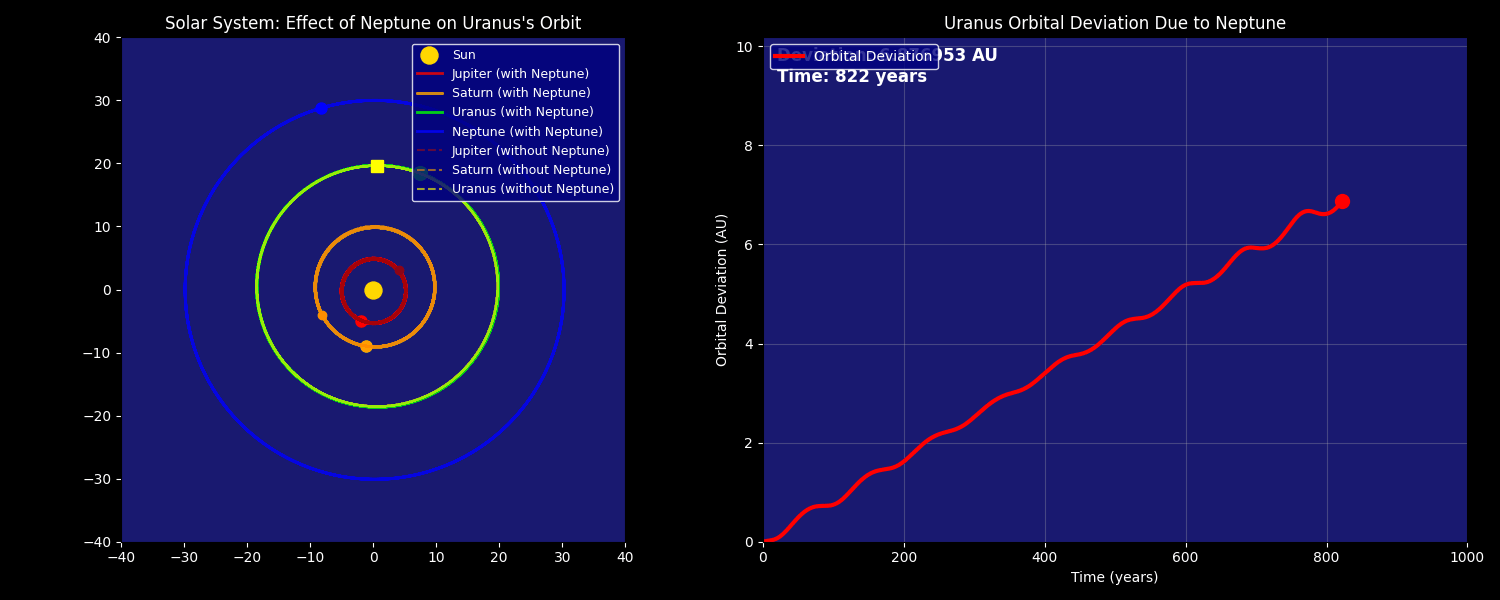 Solar System: Effect of Neptune on Uranus's Orbit
40
30
20
10
0
−10
−20
−30
−40
−40 −30 −20 −10 0 10 20 30 40
Sun
Jupiter (with Neptune)
Saturn (with Neptune)
Uranus (with Neptune)
Neptune (with Neptune)
Jupiter (without Neptune)
Saturn (without Neptune)
Uranus (without Neptune)
Uranus Orbital Deviation Due to Neptune
Orbital Deviation
953 AU
Time: 822 years
Orbital Deviation (AU)
10
8
6
4
2
0
0 200 400 600 800 1000
Time (years)